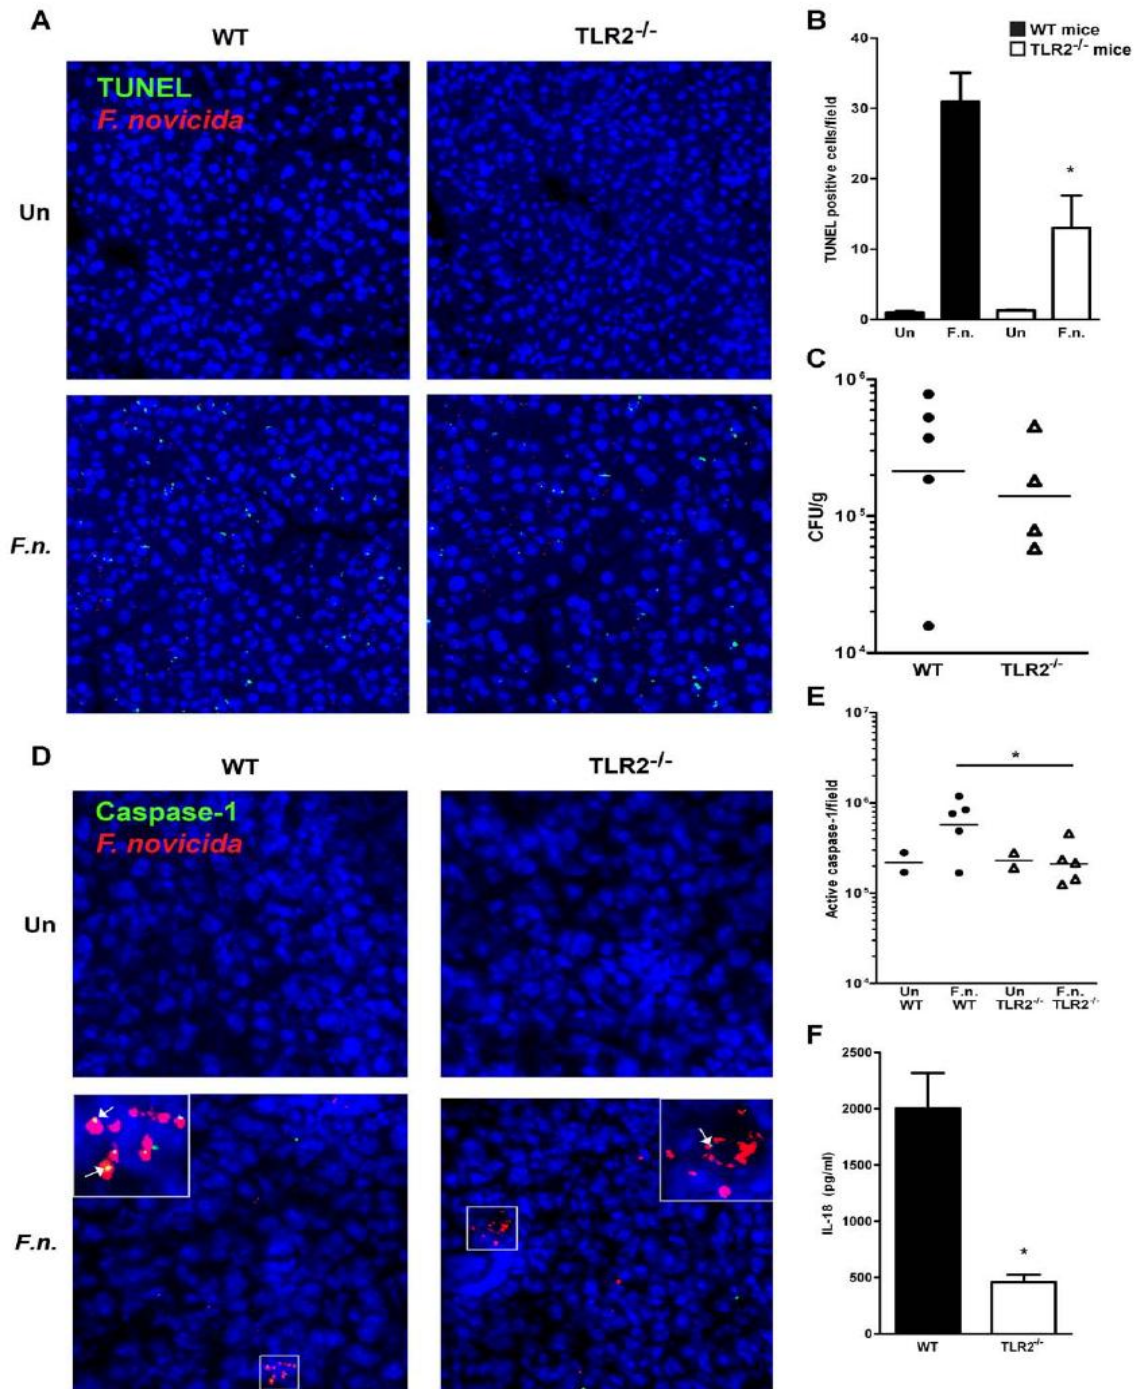 A
WT
TLR2-/-
TUNEL
F. novicida
Un
F.n.
B
WT mice
TLR2-/- mice
TUNEL positive cells/field
40
30
20
10
0
*
Un
F.n.
Un
F.n.
C
CFU/g
10^6
10^5
10^4
WT
TLR2-/-
D
WT
TLR2-/-
Caspase-1
F. novicida
Un
F.n.
E
Active caspase-1/field
10^7
10^6
10^5
10^4
*
Un
WT
F.n.
WT
Un
TLR2-/-
F.n.
TLR2-/-
F
IL-18 (pg/ml)
2500
2000
1500
1000
500
0
*
WT
TLR2-/-